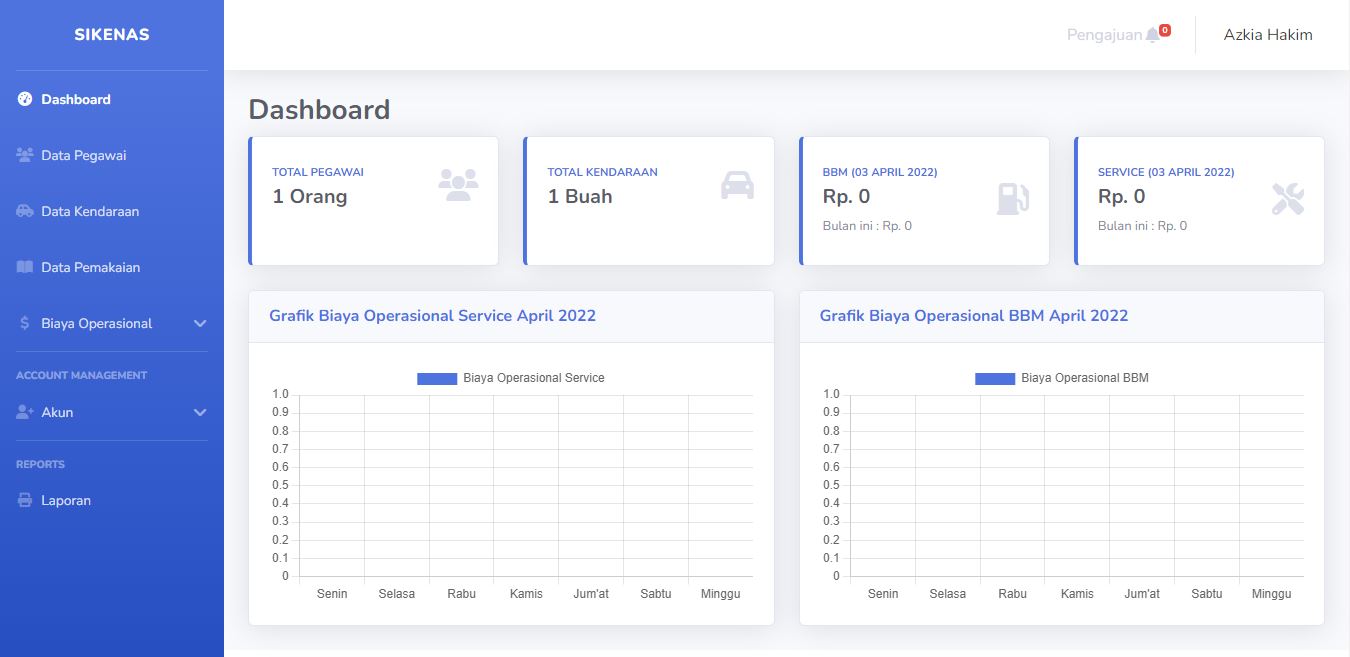 SIKENAS
Pengajuan 0
Azkia Hakim
Dashboard
Data Pegawai
Data Kendaraan
Data Pemakaian
$ Biaya Operasional
ACCOUNT MANAGEMENT
Akun
REPORTS
Laporan
Dashboard
TOTAL PEGAWAI
1 Orang
TOTAL KENDARAAN
1 Buah
BBM (03 APRIL 2022)
Rp. 0
Bulan ini : Rp. 0
SERVICE (03 APRIL 2022)
Rp. 0
Bulan ini : Rp. 0
Grafik Biaya Operasional Service April 2022
Biaya Operasional Service
1.0
0.9
0.8
0.7
0.6
0.5
0.4
0.3
0.2
0.1
0
Senin Selasa Rabu Kamis Jum'at Sabtu Minggu
Grafik Biaya Operasional BBM April 2022
Biaya Operasional BBM
1.0
0.9
0.8
0.7
0.6
0.5
0.4
0.3
0.2
0.1
0
Senin Selasa Rabu Kamis Jum'at Sabtu Minggu